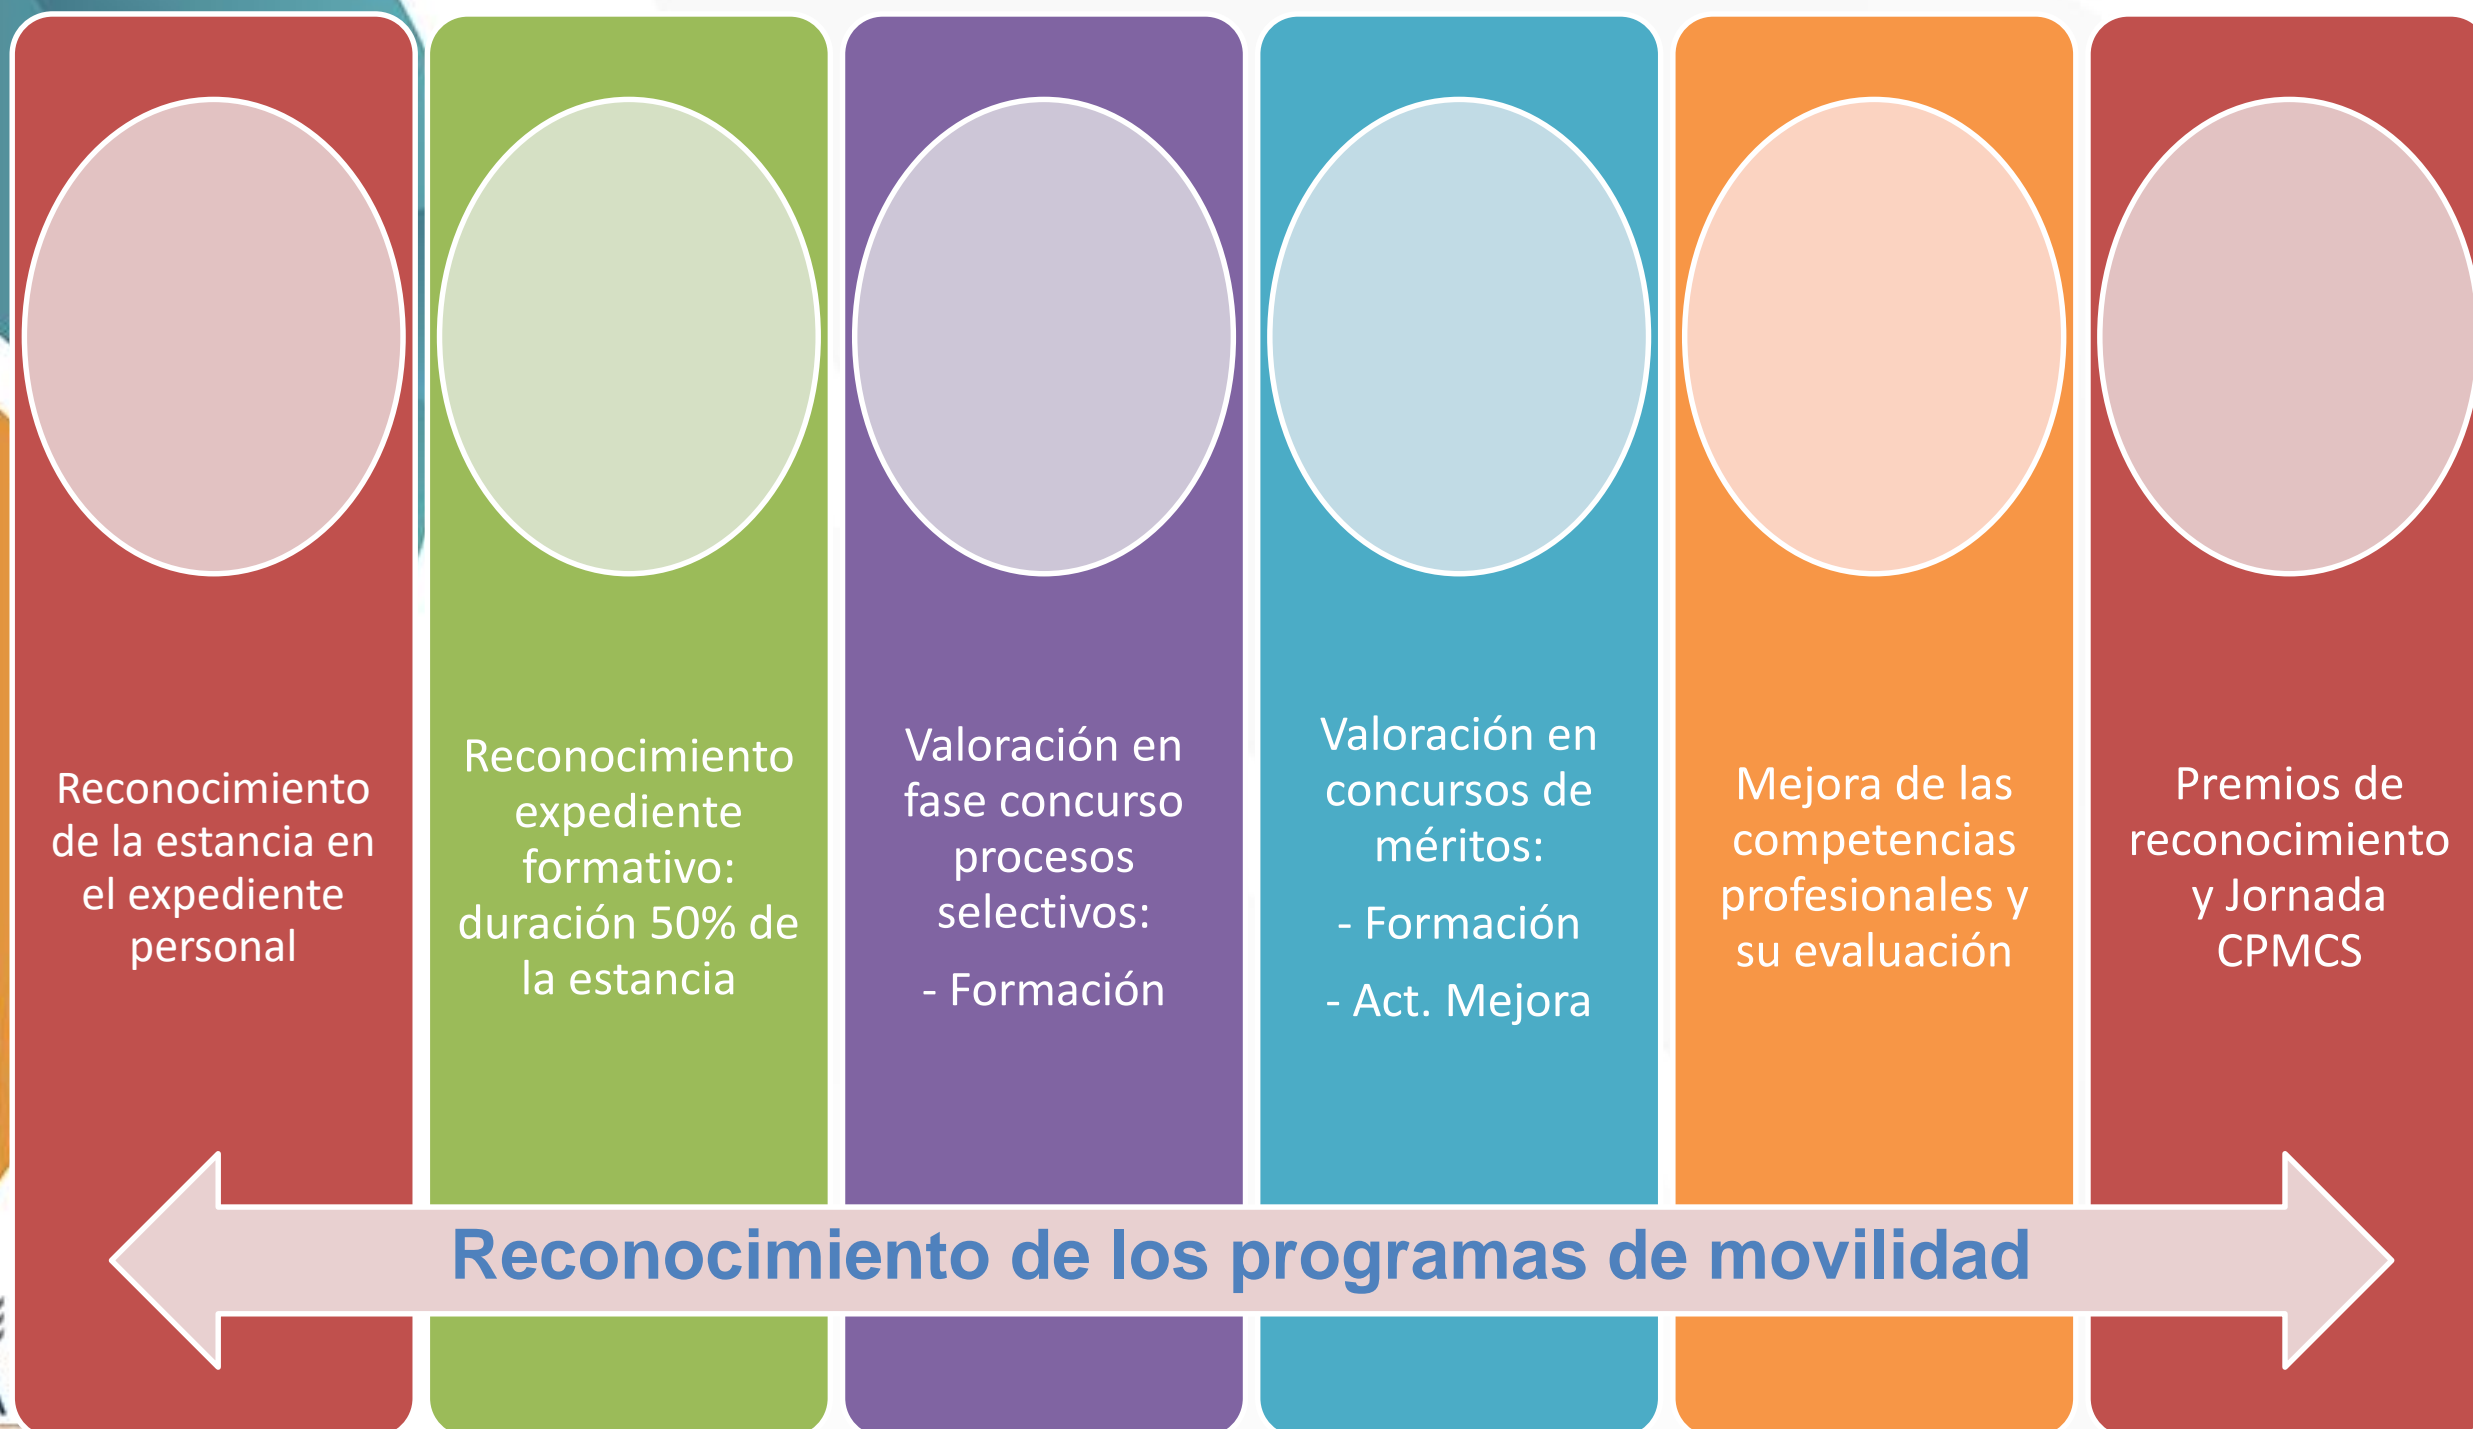 Reconocimiento
de la estancia en
el expediente
personal
Reconocimiento
expediente
formativo:
duración 50% de
la estancia
Valoración en
fase concurso
procesos
selectivos:
- Formación
Valoración en
concursos de
méritos:
- Formación
- Act. Mejora
Mejora de las
competencias
profesionales y
su evaluación
Premios de
reconocimiento
y Jornada
CPMCS
Reconocimiento de los programas de movilidad